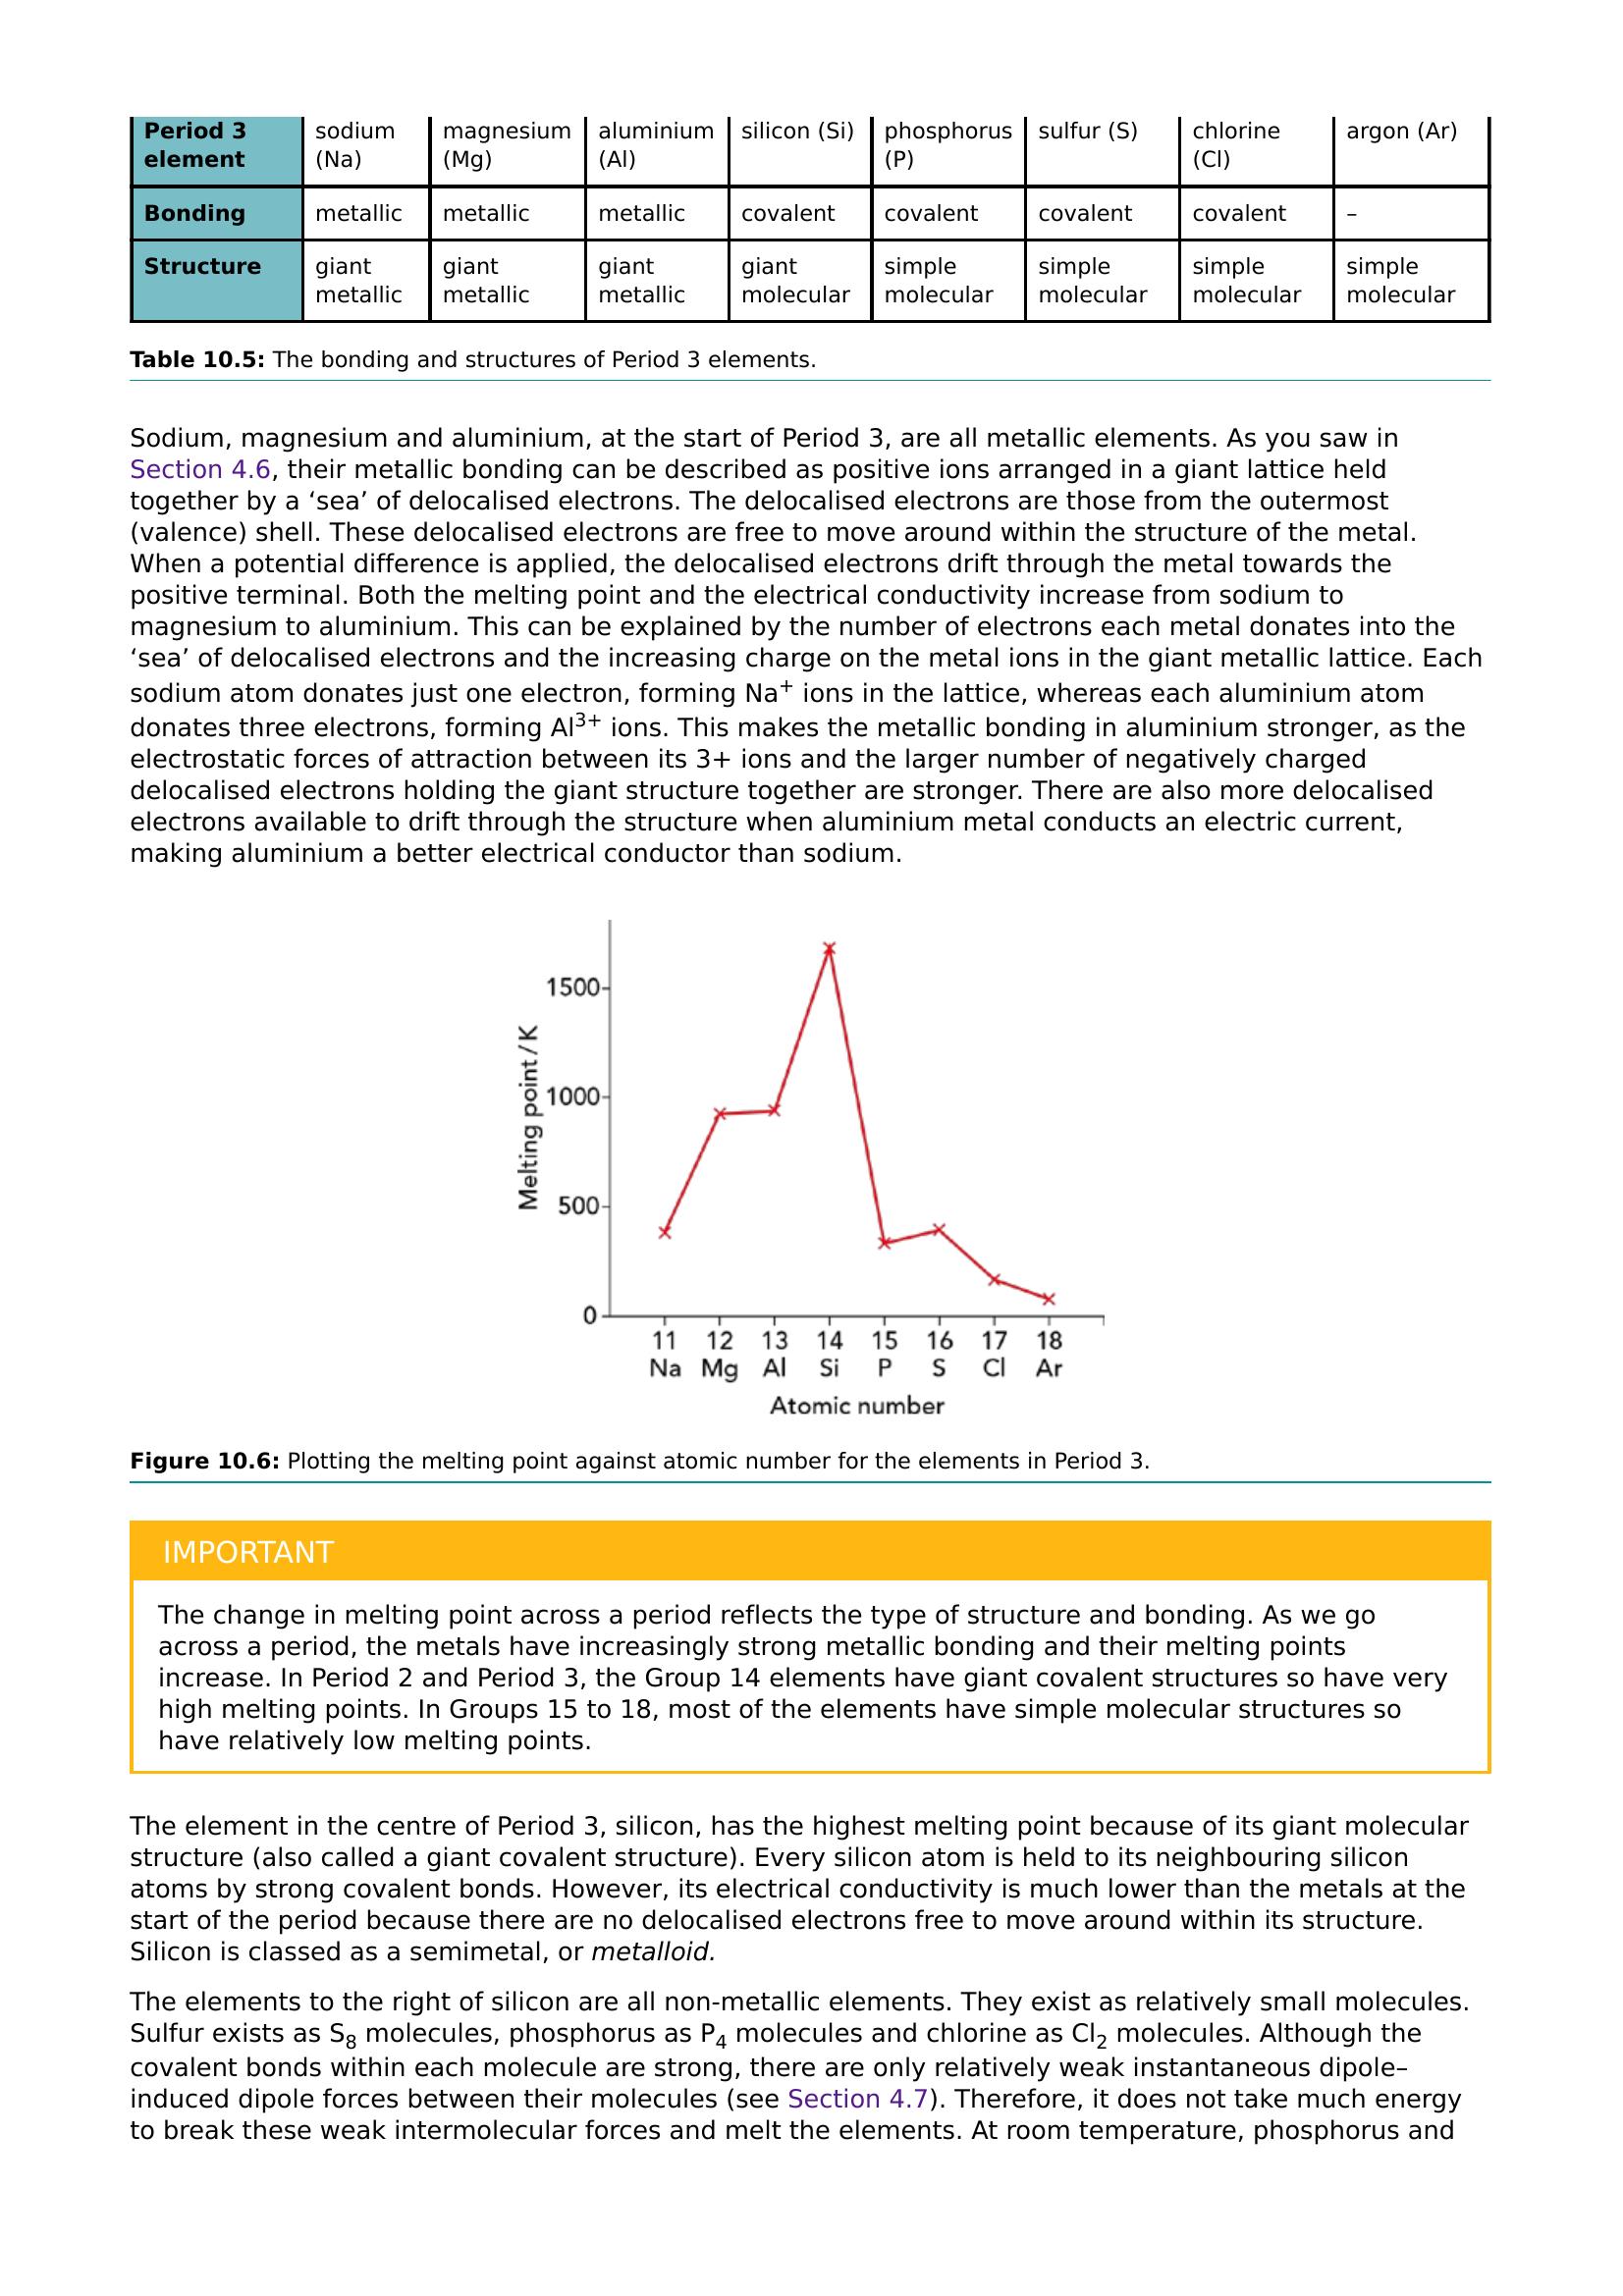 Period 3 element | sodium (Na) | magnesium (Mg) | aluminium (Al) | silicon (Si) | phosphorus (P) | sulfur (S) | chlorine (Cl) | argon (Ar)
Bonding | metallic | metallic | metallic | covalent | covalent | covalent | covalent | –
Structure | giant metallic | giant metallic | giant metallic | giant molecular | simple molecular | simple molecular | simple molecular | simple molecular
Table 10.5: The bonding and structures of Period 3 elements.
Sodium, magnesium and aluminium, at the start of Period 3, are all metallic elements. As you saw in
Section 4.6, their metallic bonding can be described as positive ions arranged in a giant lattice held
together by a ‘sea’ of delocalised electrons. The delocalised electrons are those from the outermost
(valence) shell. These delocalised electrons are free to move around within the structure of the metal.
When a potential difference is applied, the delocalised electrons drift through the metal towards the
positive terminal. Both the melting point and the electrical conductivity increase from sodium to
magnesium to aluminium. This can be explained by the number of electrons each metal donates into the
‘sea’ of delocalised electrons and the increasing charge on the metal ions in the giant metallic lattice. Each
sodium atom donates just one electron, forming Na⁺ ions in the lattice, whereas each aluminium atom
donates three electrons, forming Al³⁺ ions. This makes the metallic bonding in aluminium stronger, as the
electrostatic forces of attraction between its 3+ ions and the larger number of negatively charged
delocalised electrons holding the giant structure together are stronger. There are also more delocalised
electrons available to drift through the structure when aluminium metal conducts an electric current,
making aluminium a better electrical conductor than sodium.
Melting point / K
1500
1000
500
0
11 12 13 14 15 16 17 18
Na Mg Al Si P S Cl Ar
Atomic number
Figure 10.6: Plotting the melting point against atomic number for the elements in Period 3.
IMPORTANT
The change in melting point across a period reflects the type of structure and bonding. As we go
across a period, the metals have increasingly strong metallic bonding and their melting points
increase. In Period 2 and Period 3, the Group 14 elements have giant covalent structures so have very
high melting points. In Groups 15 to 18, most of the elements have simple molecular structures so
have relatively low melting points.
The element in the centre of Period 3, silicon, has the highest melting point because of its giant molecular
structure (also called a giant covalent structure). Every silicon atom is held to its neighbouring silicon
atoms by strong covalent bonds. However, its electrical conductivity is much lower than the metals at the
start of the period because there are no delocalised electrons free to move around within its structure.
Silicon is classed as a semimetal, or metalloid.
The elements to the right of silicon are all non-metallic elements. They exist as relatively small molecules.
Sulfur exists as S₈ molecules, phosphorus as P₄ molecules and chlorine as Cl₂ molecules. Although the
covalent bonds within each molecule are strong, there are only relatively weak instantaneous dipole–
induced dipole forces between their molecules (see Section 4.7). Therefore, it does not take much energy
to break these weak intermolecular forces and melt the elements. At room temperature, phosphorus and